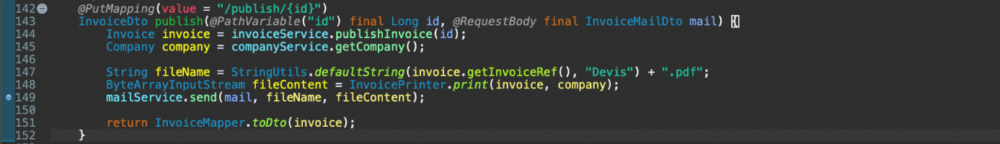 142 @PutMapping(value = "/publish/{id}")
143 InvoiceDto publish(@PathVariable("id") final Long id, @RequestBody final InvoiceMailDto mail) {
144 Invoice invoice = invoiceService.publishInvoice(id);
145 Company company = companyService.getCompany();
146
147 String fileName = StringUtils.defaultString(invoice.getInvoiceRef(), "Devis") + ".pdf";
148 ByteArrayInputStream fileContent = InvoicePrinter.print(invoice, company);
149 mailService.send(mail, fileName, fileContent);
150
151 return InvoiceMapper.toDto(invoice);
152 }